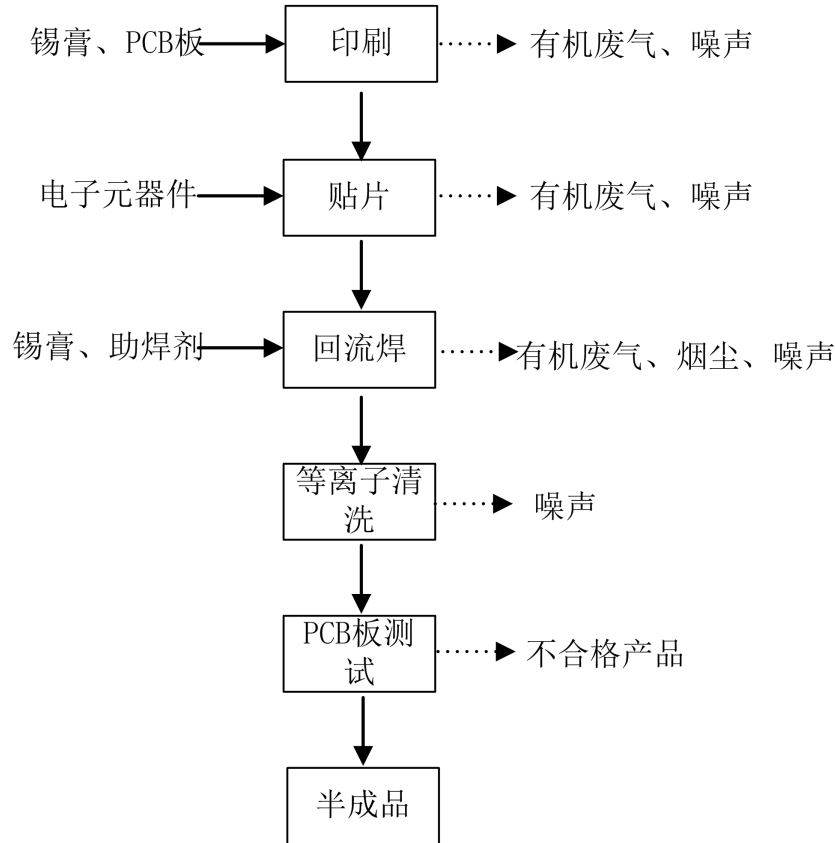 锡膏、PCB板
印刷
有机废气、噪声
电子元器件
贴片
有机废气、噪声
锡膏、助焊剂
回流焊
有机废气、烟尘、噪声
等离子清
洗
噪声
PCB板测
试
不合格产品
半成品